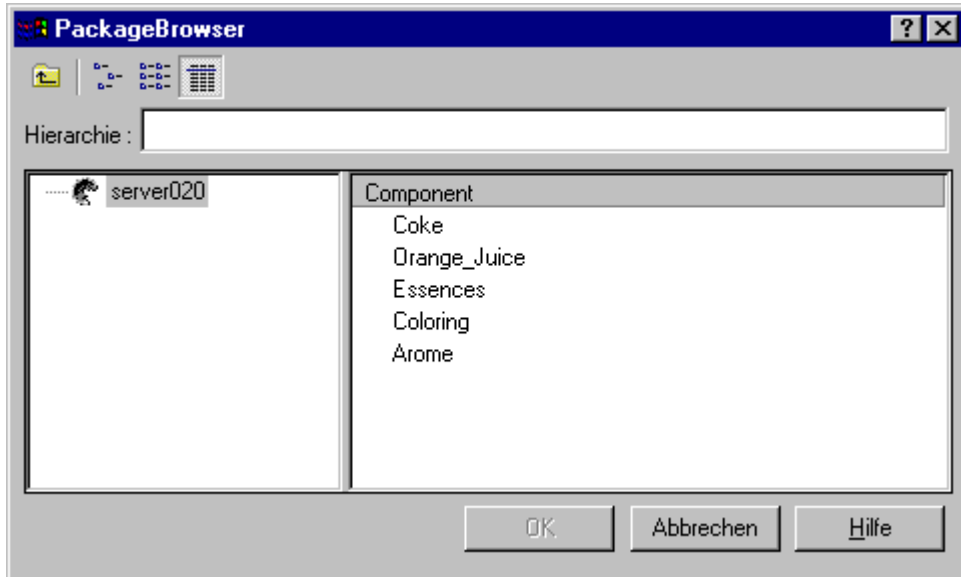 PackageBrowser
Hierarchie :
server020
Component
Coke
Orange_Juice
Essences
Coloring
Arome
OK Abbrechen Hilfe